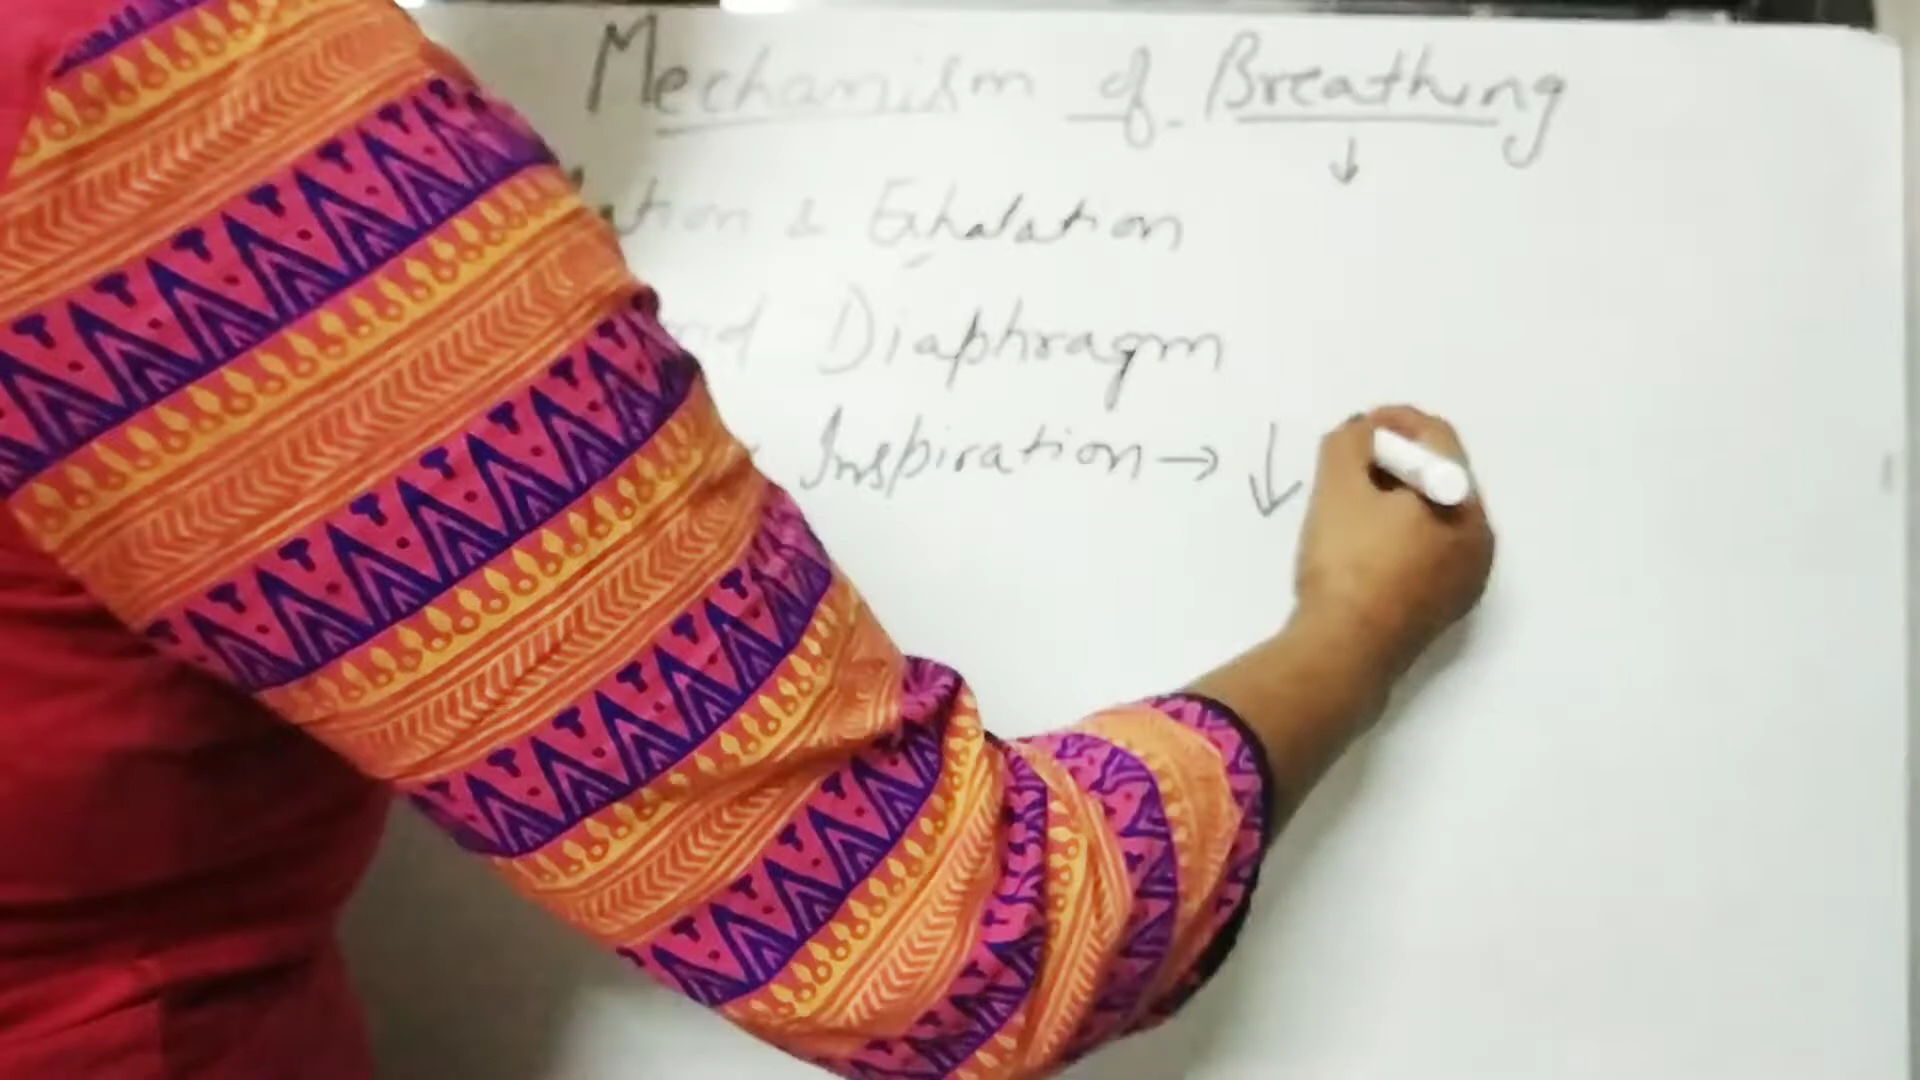 Mechanism of Breathing
↓
& Exhalation
Diaphragm
Inspiration → ↓